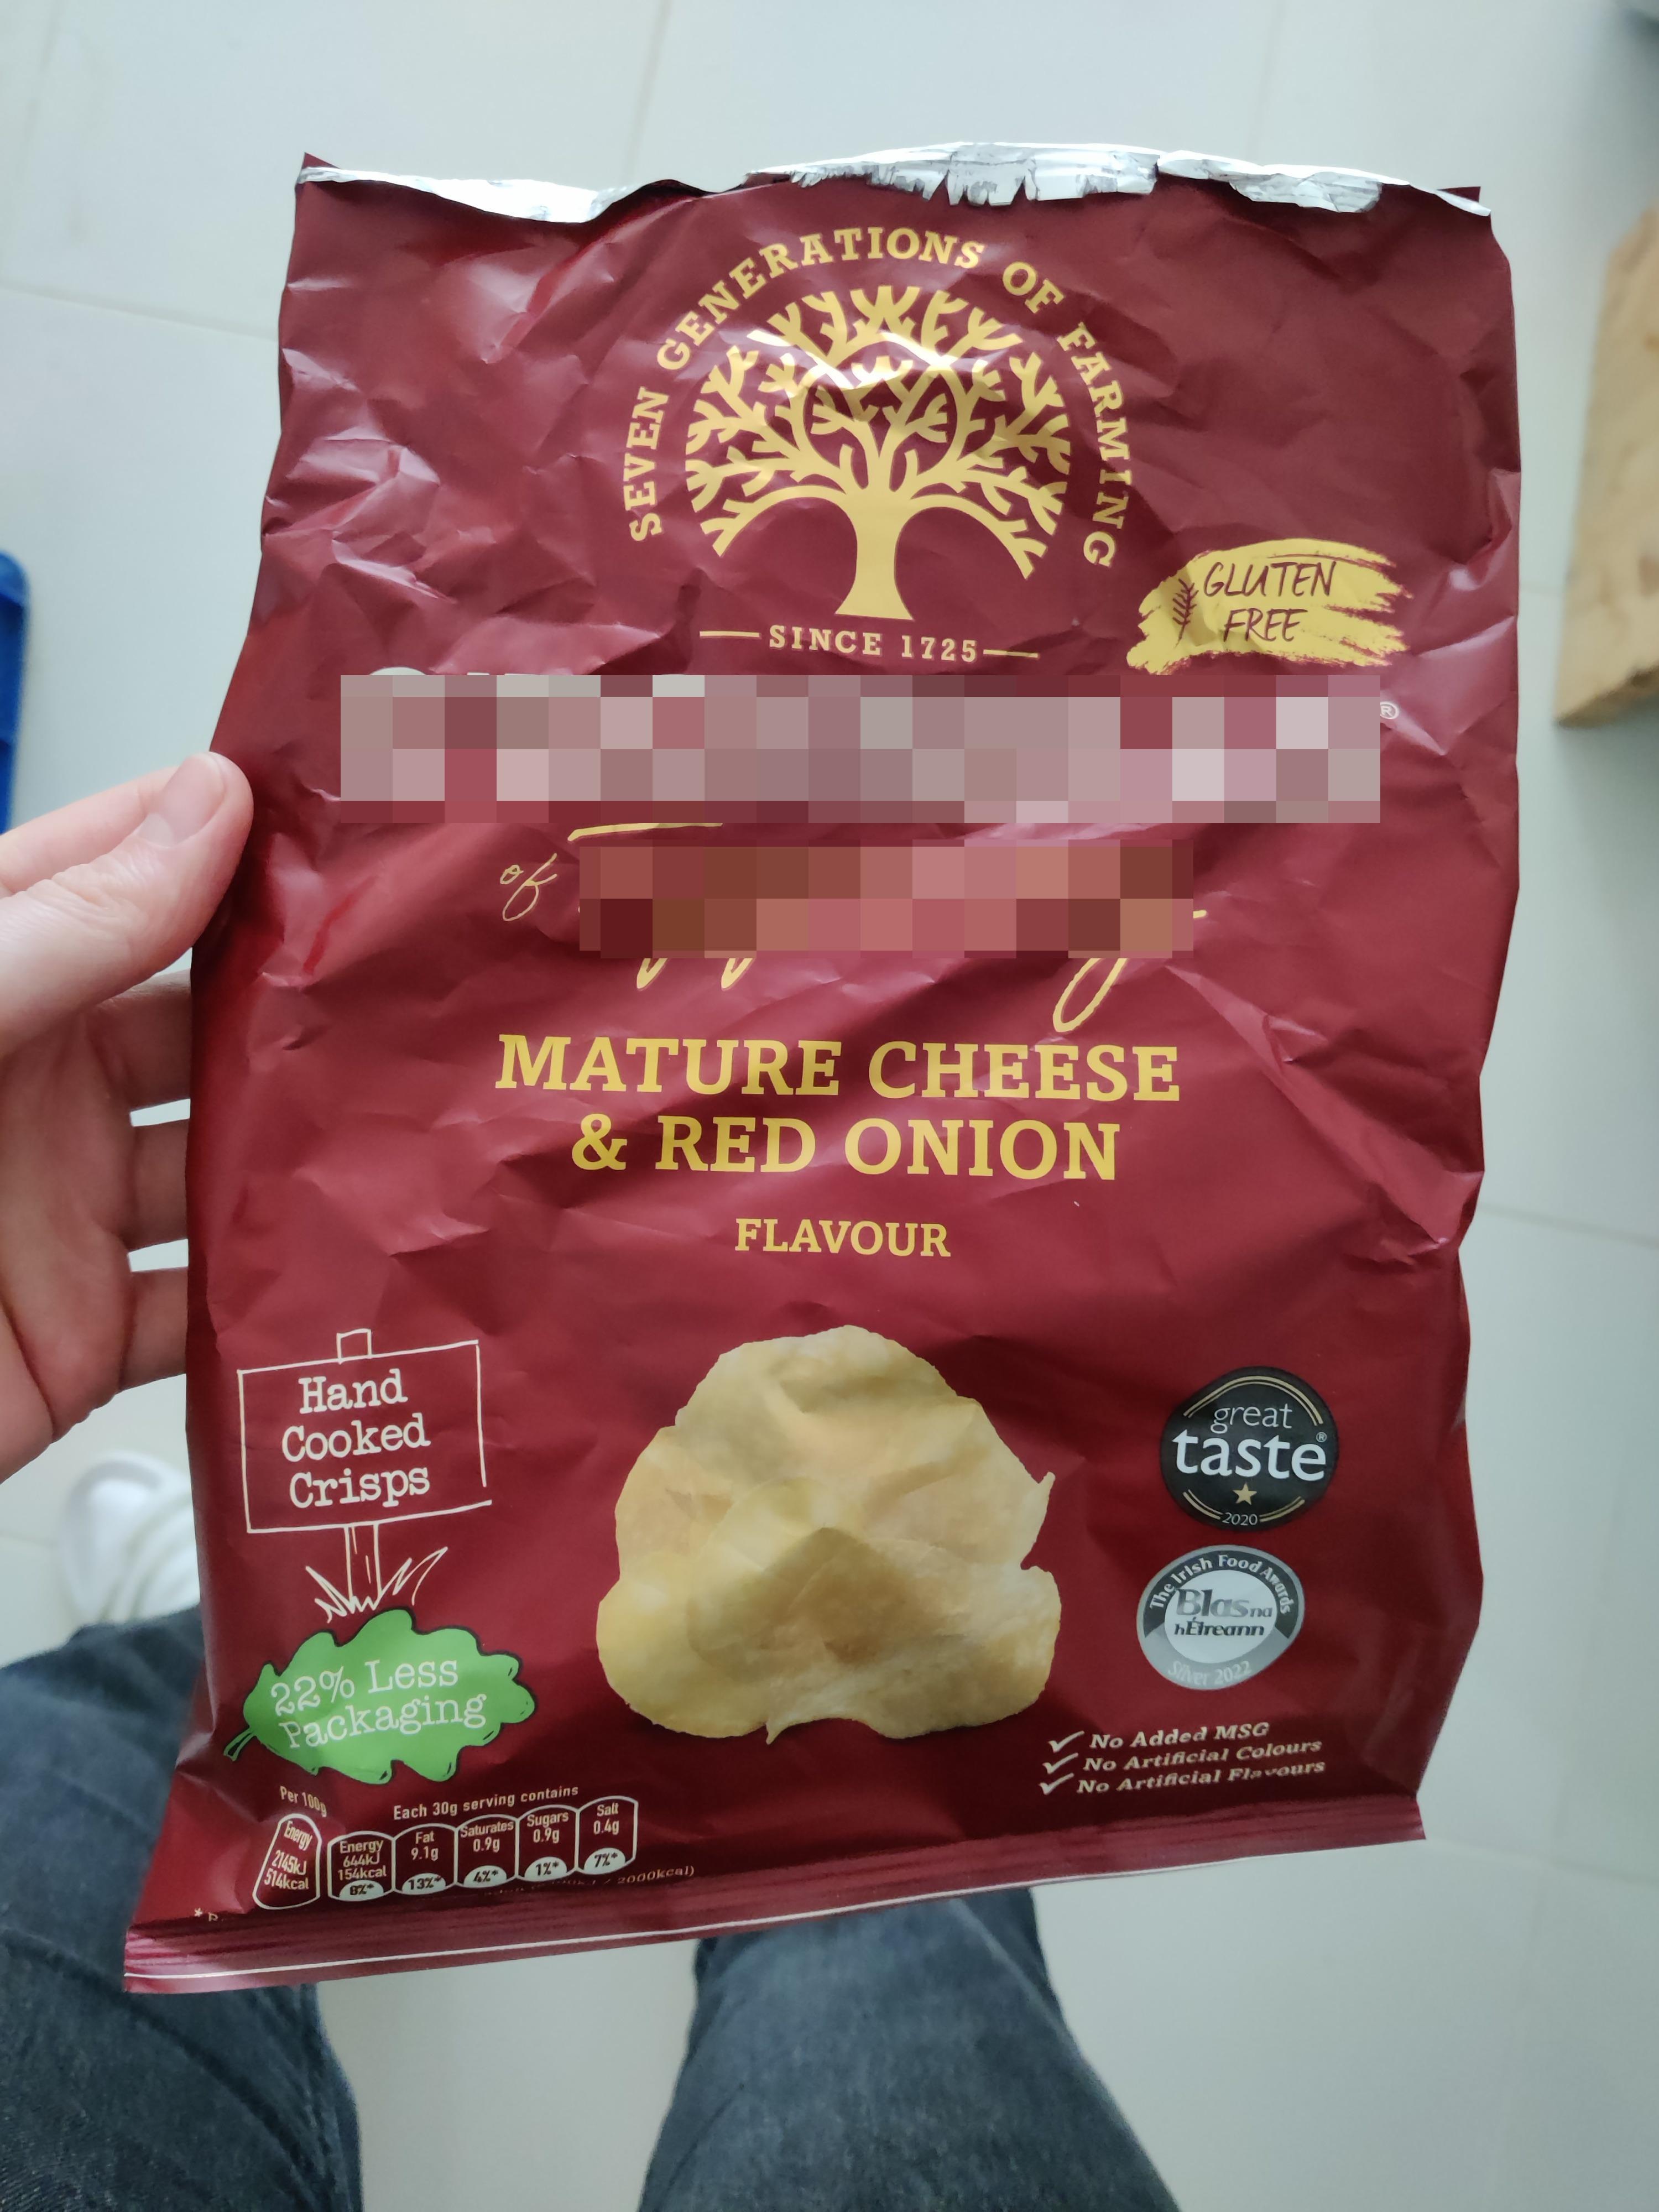 SEVEN GENERATIONS OF FARMING
SINCE 1725
GLUTEN
FREE
®
of
MATURE CHEESE
& RED ONION
FLAVOUR
Hand
Cooked
Crisps
22% Less
Packaging
great
taste®
2020
The Irish Food Awards
Blas na
hÉireann
Silver 2022
No Added MSG
No Artificial Colours
No Artificial Flavours
Per 100g
Energy
2145kJ
514kcal
Each 30g serving contains
Energy
644kJ
154kcal
8%*
Fat
9.1g
13%*
Saturates
0.9g
4%*
Sugars
0.9g
1%*
Salt
0.4g
7%*
2000kcal)